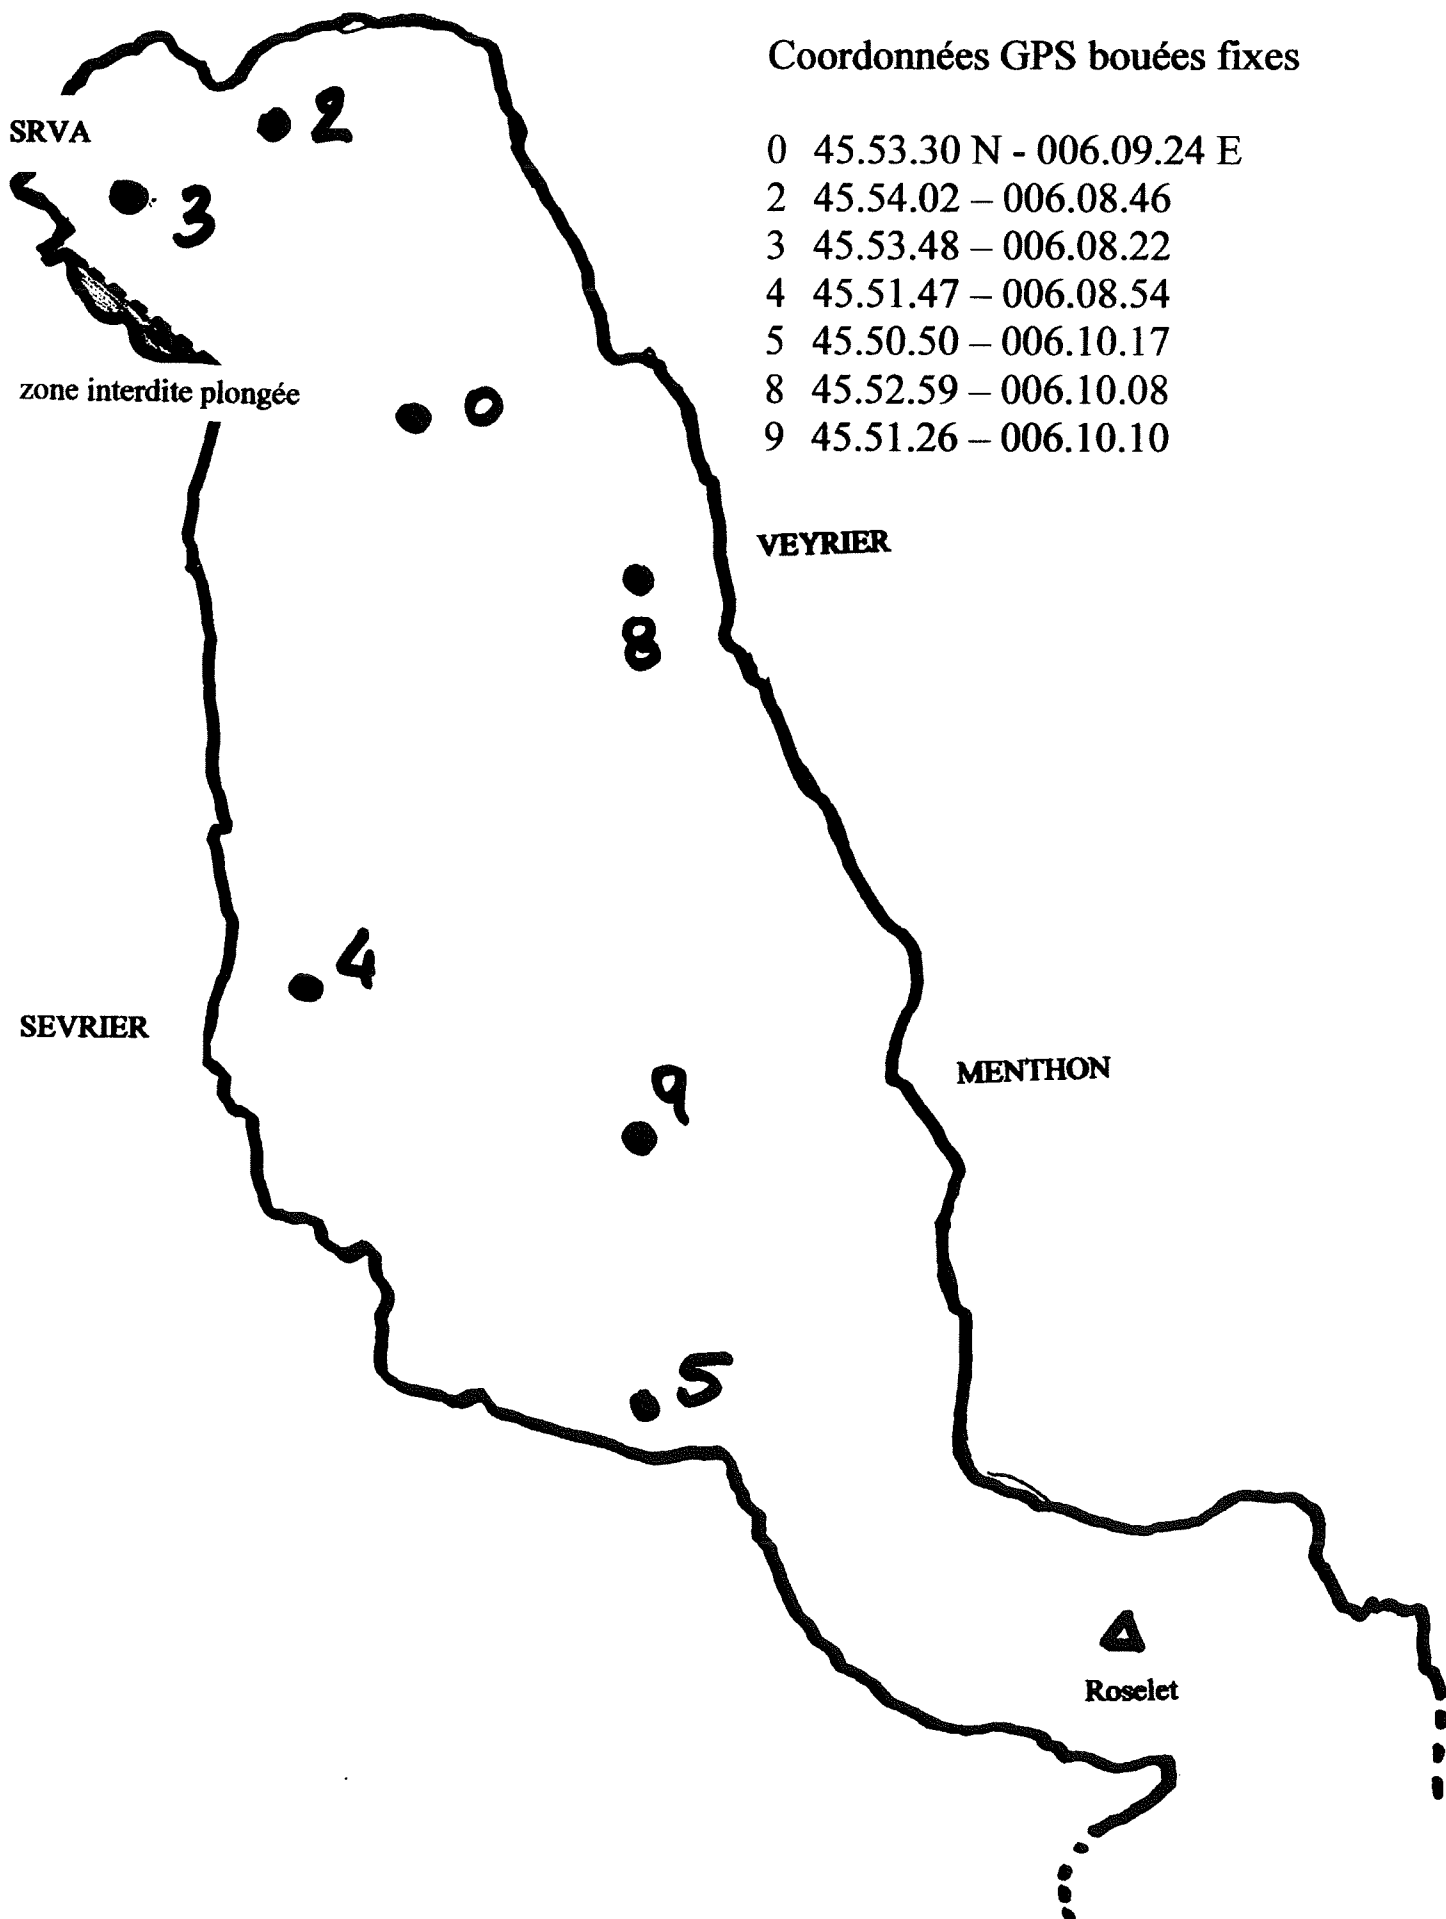 Coordonnées GPS bouées fixes
2
SRVA
0 45.53.30 N - 006.09.24 E
2 45.54.02 – 006.08.46
3
3 45.53.48 – 006.08.22
4 45.51.47 – 006.08.54
5 45.50.50 – 006.10.17
8 45.52.59 – 006.10.08
9 45.51.26 – 006.10.10
zone interdite plongée
0
VEYRIER
8
4
SEVRIER
MENTHON
9
5
Roselet